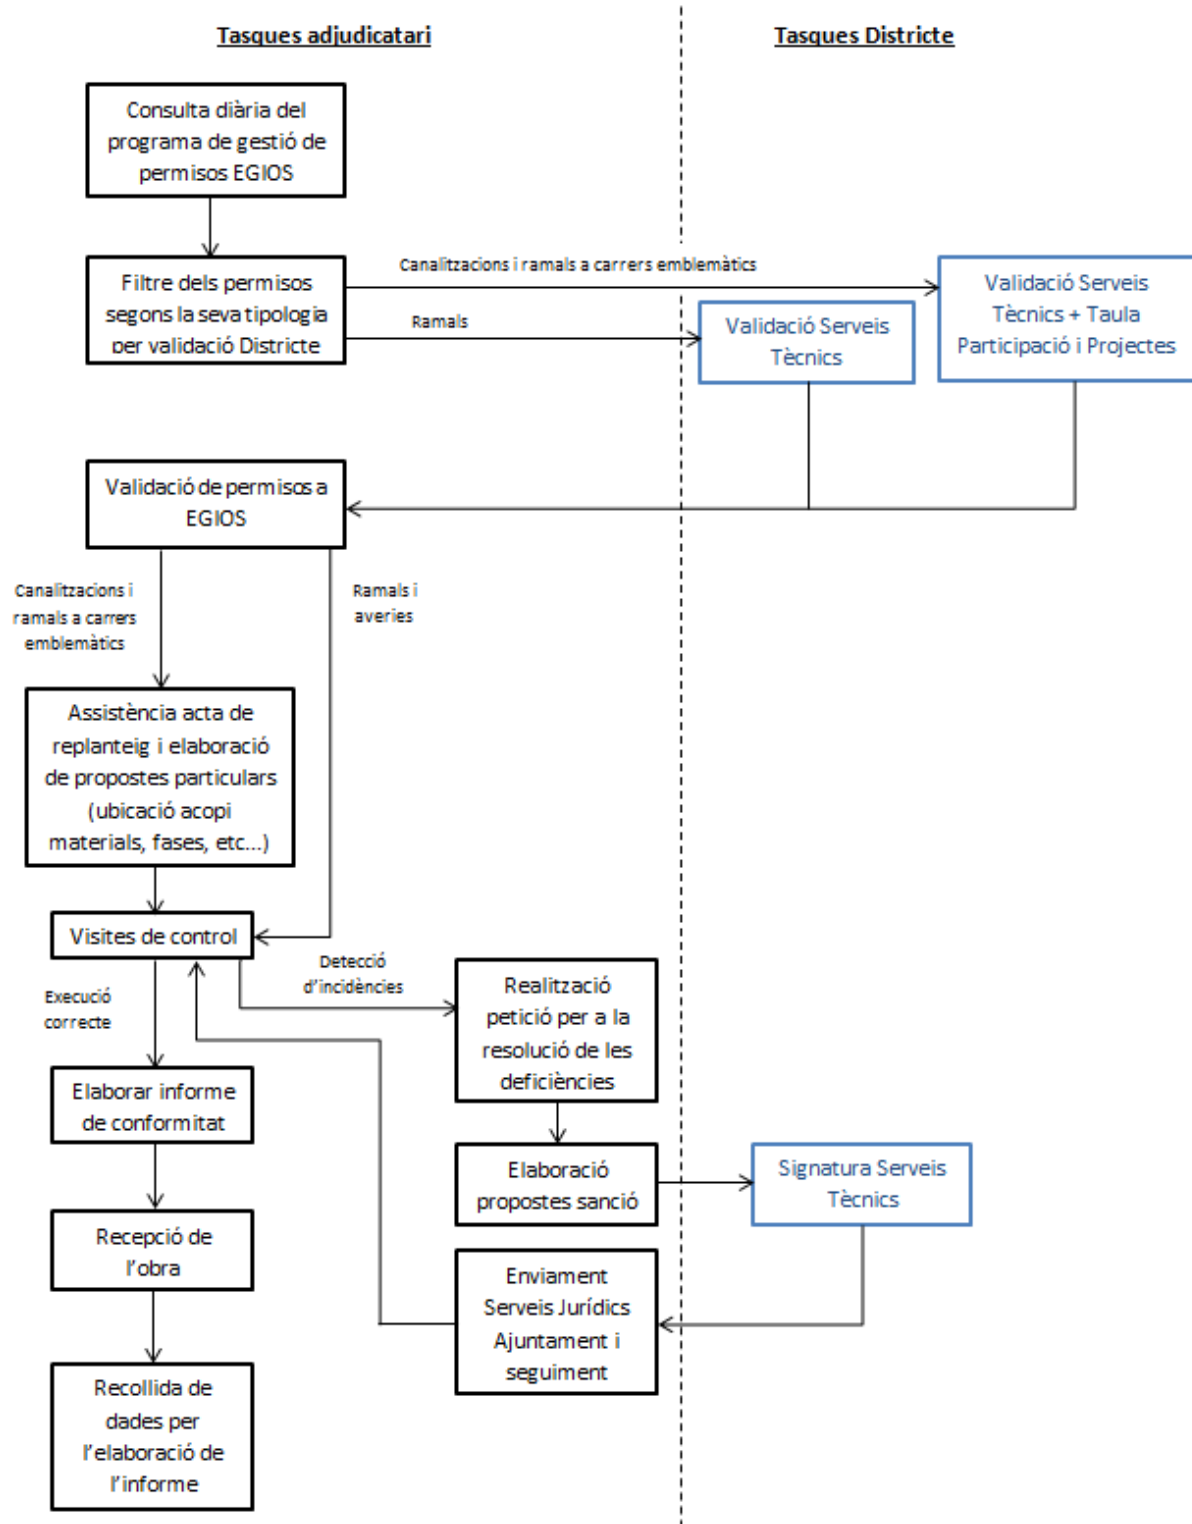 Tasques adjudicatari
Tasques Districte
Consulta diària del
programa de gestió de
permisos EGIOS
Filtre dels permisos
segons la seva tipologia
per validació Districte
Canalitzacions i ramals a carrers emblemàtics
Ramals
Validació Serveis
Tècnics
Validació Serveis
Tècnics + Taula
Participació i Projectes
Validació de permisos a
EGIOS
Canalitzacions i
ramals a carrers
emblemàtics
Ramals i
averies
Assistència acta de
replanteig i elaboració
de propostes particulars
(ubicació acopi
materials, fases, etc...)
Visites de control
Execució
correcte
Detecció
d'incidències
Realització
petició per a la
resolució de les
deficiències
Elaborar informe
de conformitat
Elaboració
propostes sanció
Signatura Serveis
Tècnics
Recepció de
l'obra
Enviament
Serveis Jurídics
Ajuntament i
seguiment
Recollida de
dades per
l'elaboració de
l'informe